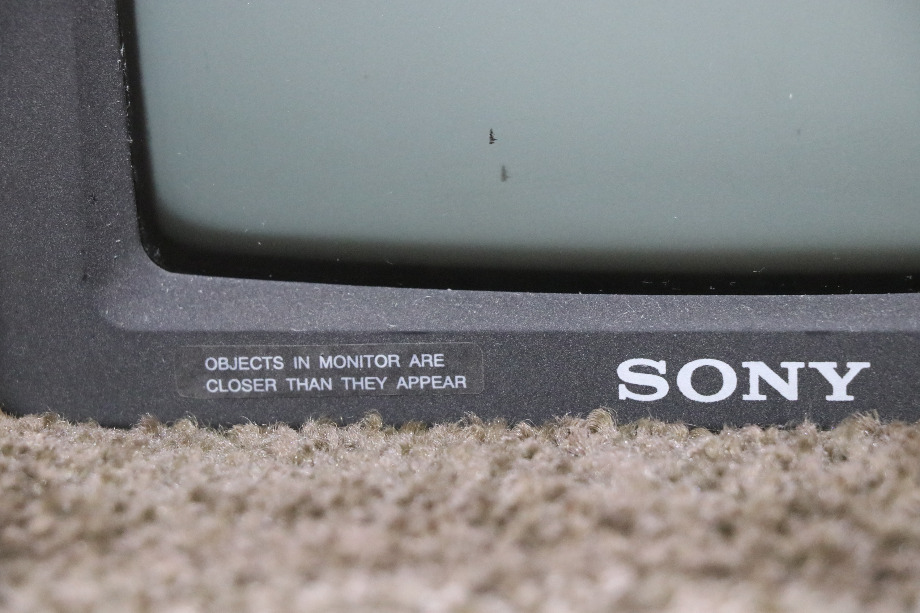 OBJECTS IN MONITOR ARE
CLOSER THAN THEY APPEAR
SONY